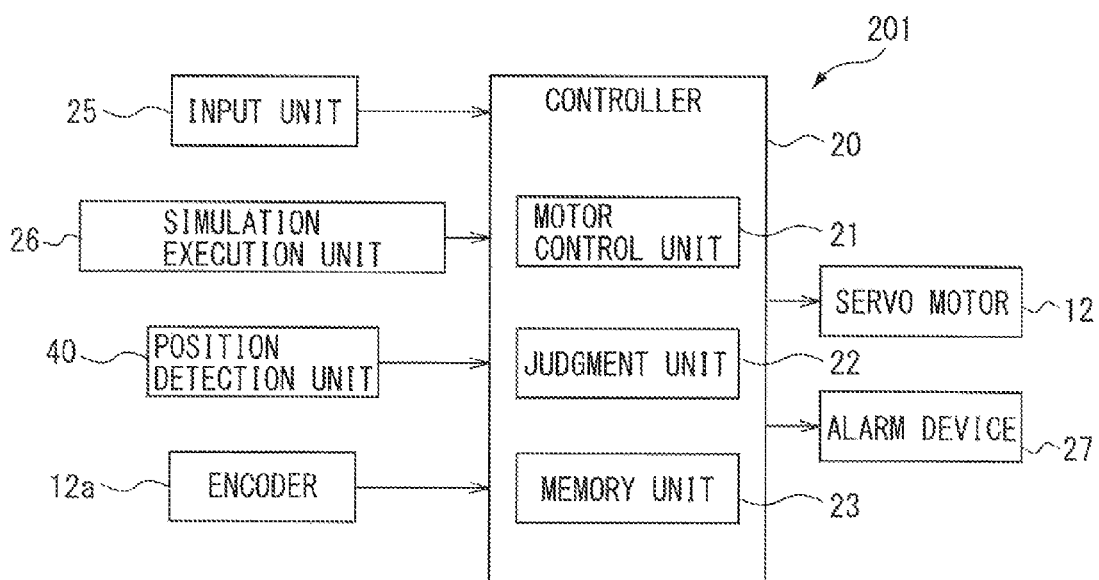 201
25
INPUT UNIT
CONTROLLER
20
26
SIMULATION
EXECUTION UNIT
MOTOR
CONTROL UNIT
21
SERVO MOTOR
12
40
POSITION
DETECTION UNIT
JUDGMENT UNIT
22
ALARM DEVICE
27
12a
ENCODER
MEMORY UNIT
23